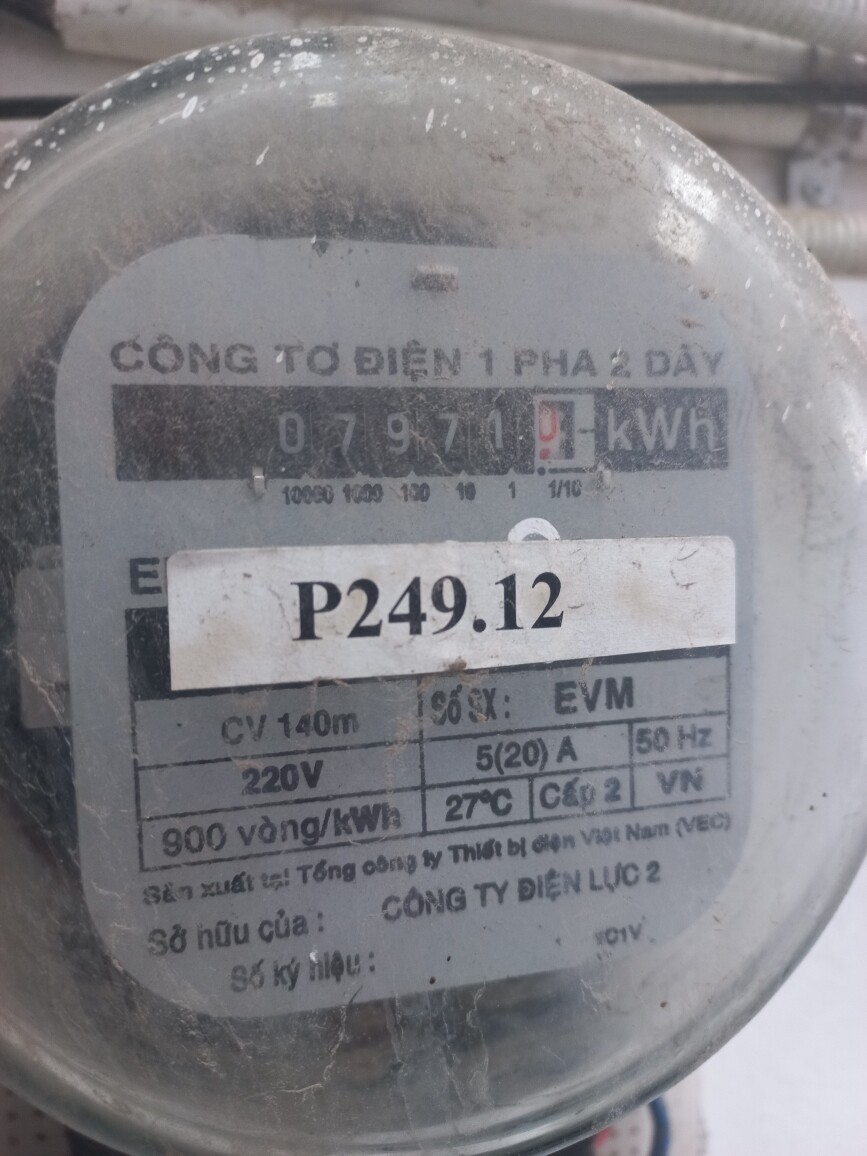 CÔNG TƠ ĐIỆN 1 PHA 2 DÂY
0 7 9 7 1 kWh
10000 1000 100 10 1 1/10
P249.12
CV 140m Số SX: EVM
220V 5(20) A 50 Hz
900 vòng/kWh 27°C Cấp 2 VN
Sản xuất tại Tổng công ty Thiết bị điện Việt Nam (VEC)
Sở hữu của : CÔNG TY ĐIỆN LỰC 2
Số ký hiệu :